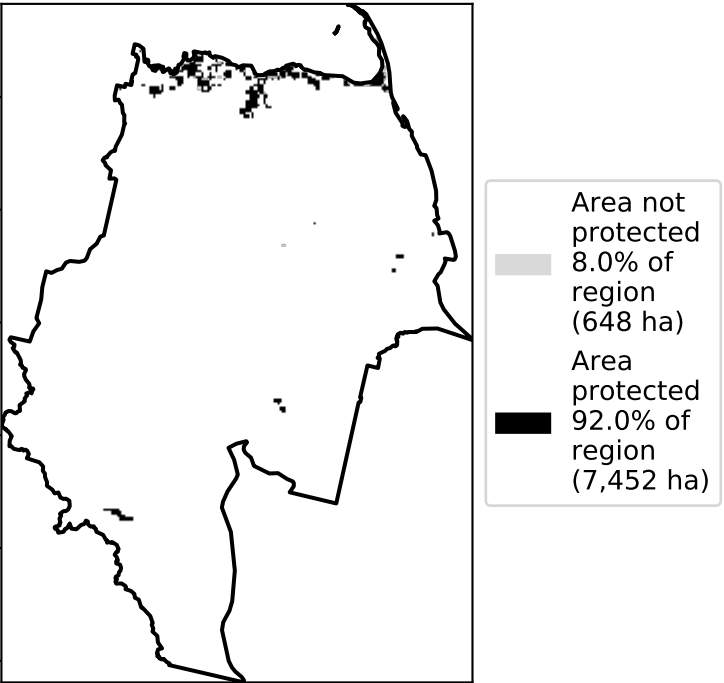 Area not
protected
8.0% of
region
(648 ha)
Area
protected
92.0% of
region
(7,452 ha)